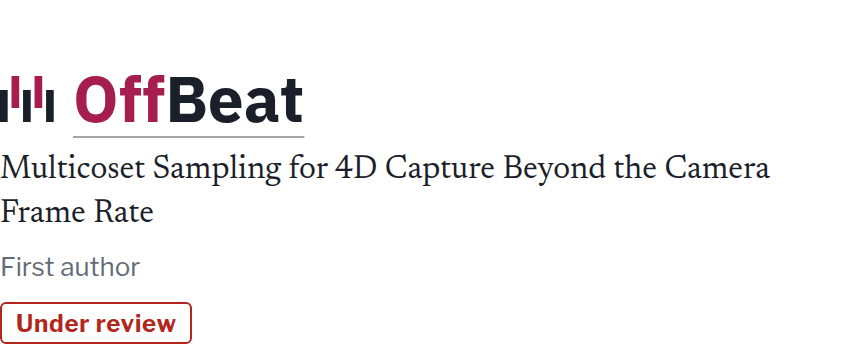 OffBeat
Multicoset Sampling for 4D Capture Beyond the Camera
Frame Rate
First author
Under review